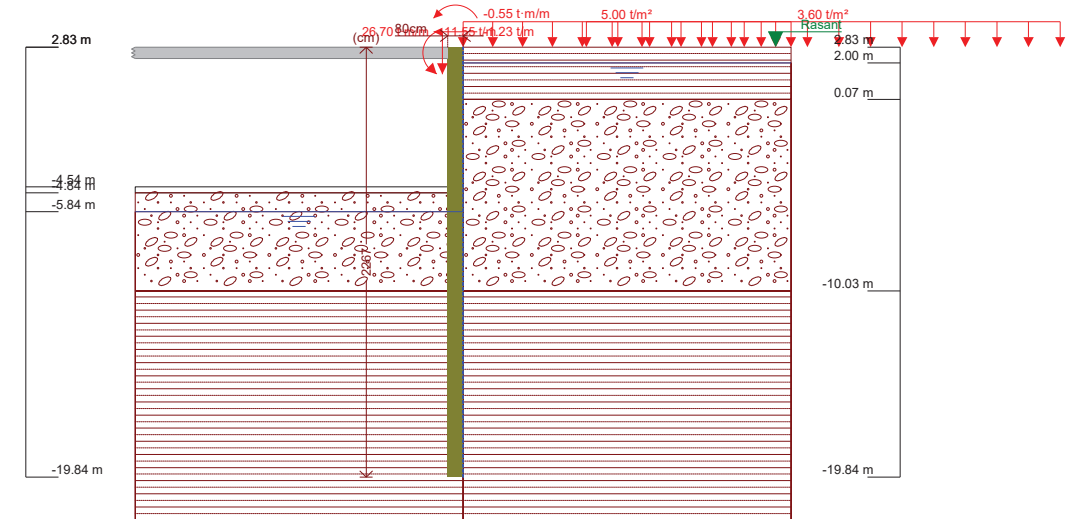 -0.55 t·m/m
5.00 t/m²
3.60 t/m²
80cm
Rasant
(cm)
2.83 m
2.83 m
2.00 m
0.07 m
-4.54 m
-4.84 m
-5.84 m
2267
-10.03 m
-19.84 m
-19.84 m